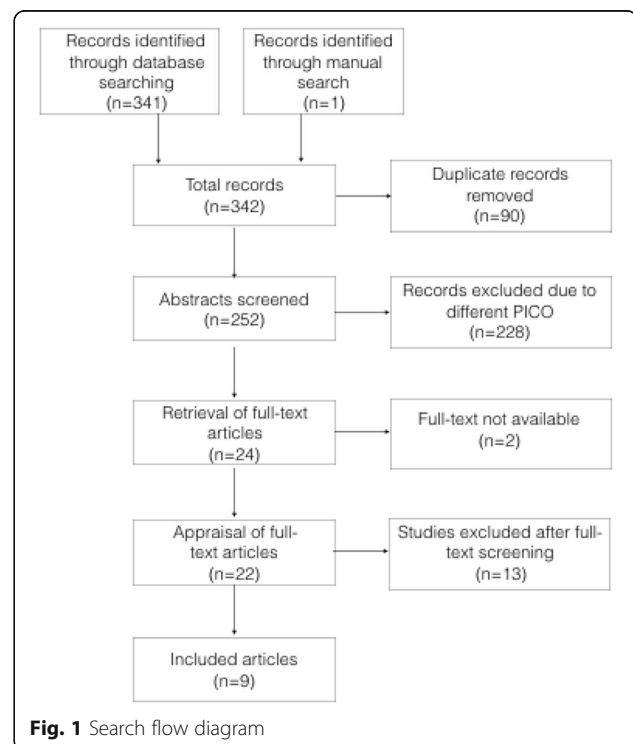 Records identified
through database
searching
(n=341)
Records identified
through manual
search
(n=1)
Total records
(n=342)
Duplicate records
removed
(n=90)
Abstracts screened
(n=252)
Records excluded due to
different PICO
(n=228)
Retrieval of full-text
articles
(n=24)
Full-text not available
(n=2)
Appraisal of full-
text articles
(n=22)
Studies excluded after full-
text screening
(n=13)
Included articles
(n=9)
Fig. 1 Search flow diagram